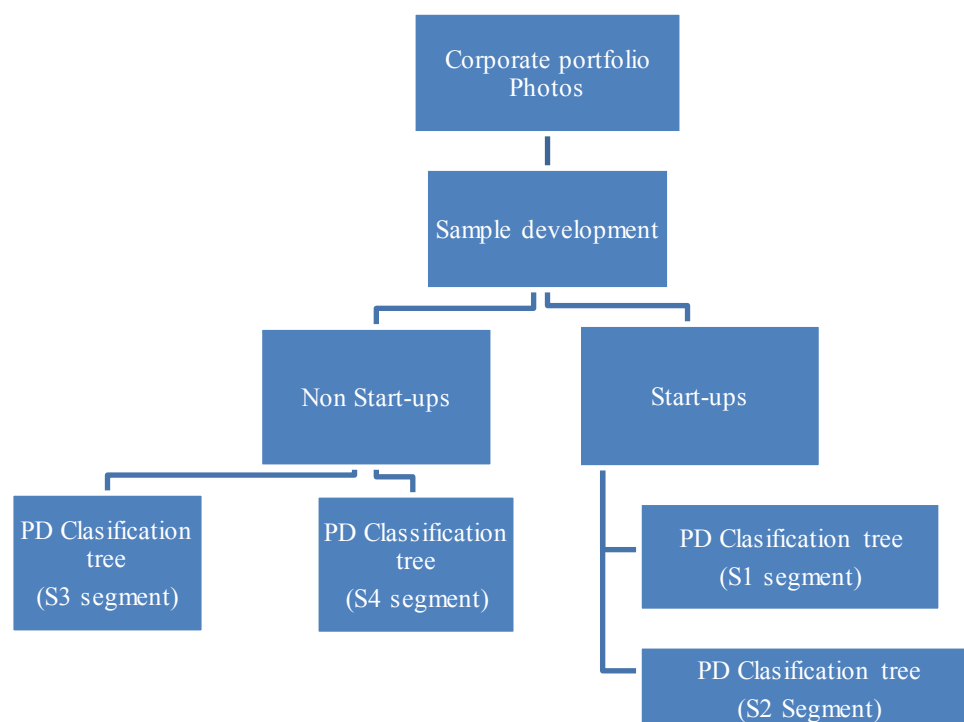 Corporate portfolio
Photos
Sample development
Non Start-ups
Start-ups
PD Clasification
tree
(S3 segment)
PD Classification
tree
(S4 segment)
PD Clasification tree
(S1 segment)
PD Clasification tree
(S2 Segment)